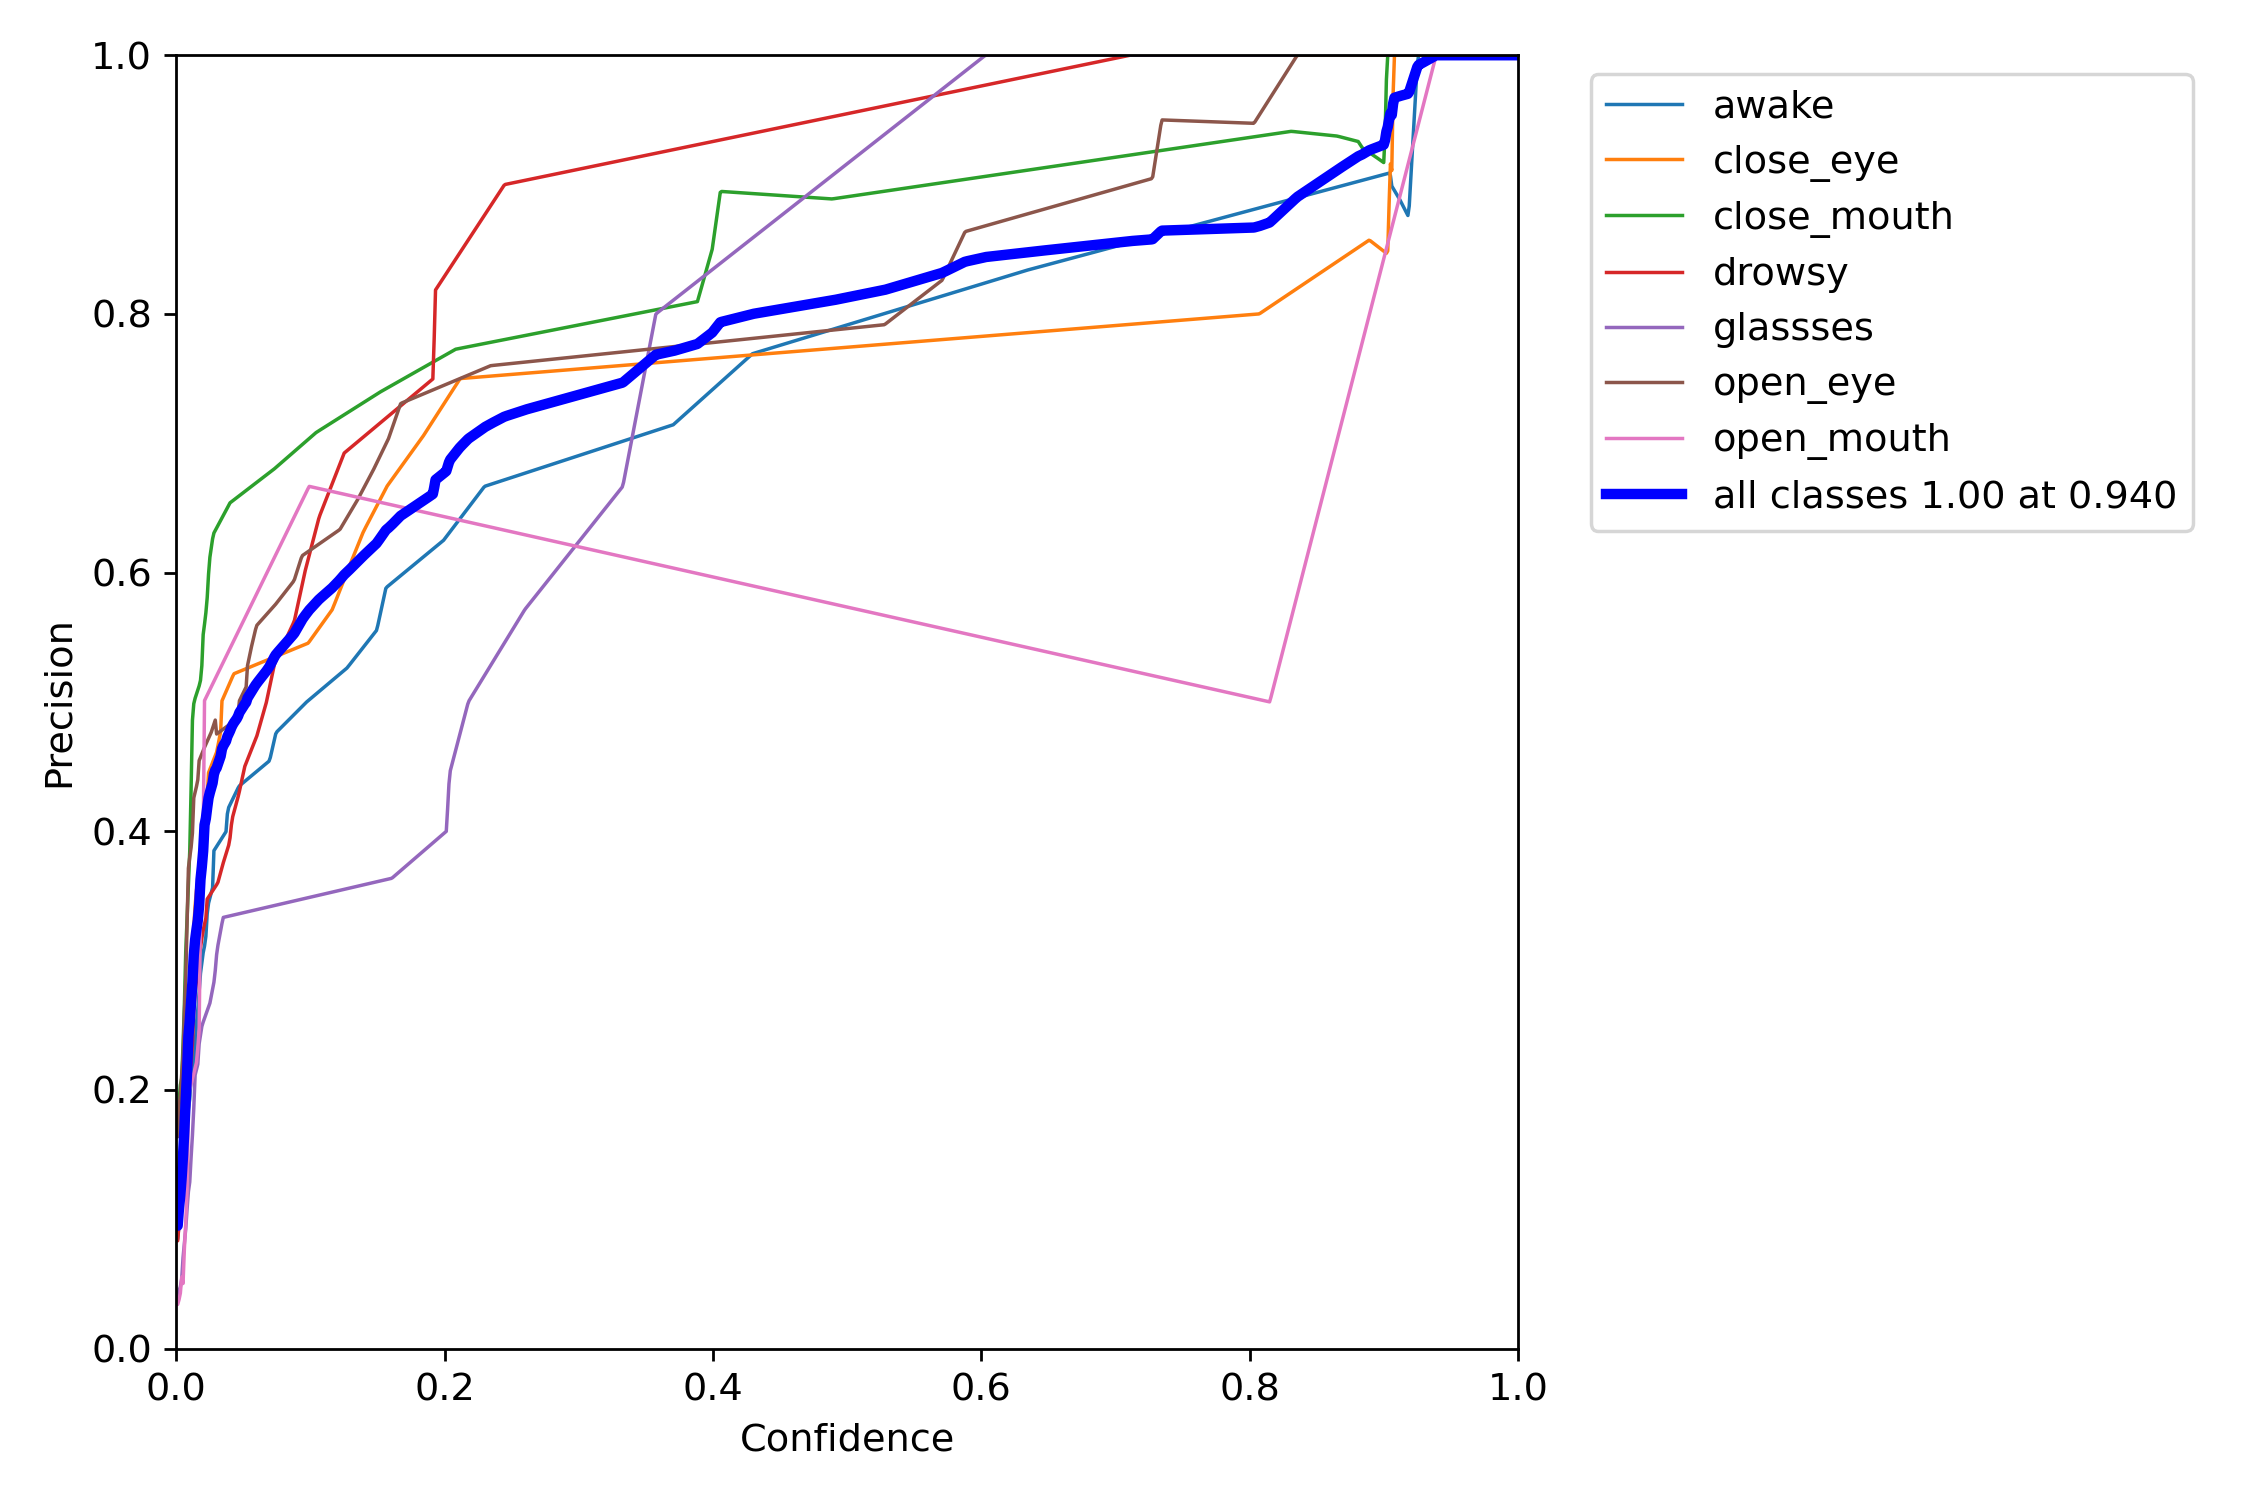 1.0
0.8
0.6
0.4
0.2
0.0
Precision
0.0 0.2 0.4 0.6 0.8 1.0
Confidence
awake
close_eye
close_mouth
drowsy
glassses
open_eye
open_mouth
all classes 1.00 at 0.940